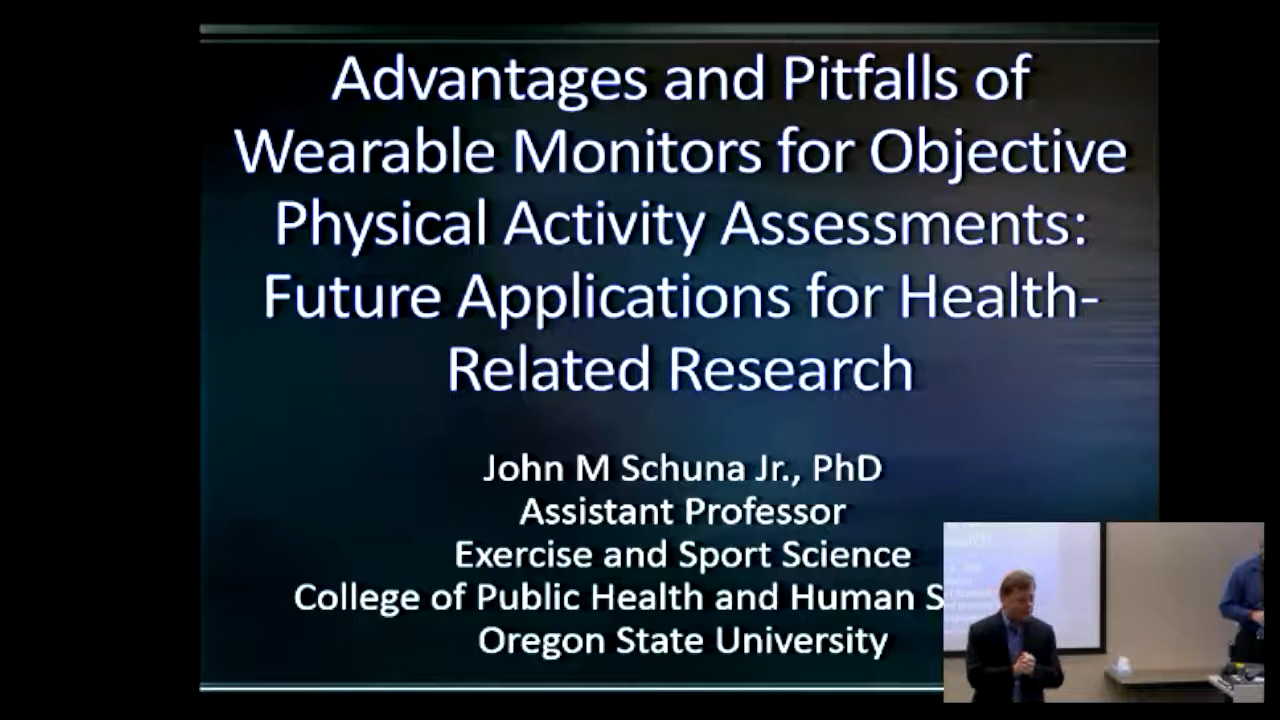 Advantages and Pitfalls of
Wearable Monitors for Objective
Physical Activity Assessments:
Future Applications for Health-
Related Research
John M Schuna Jr., PhD
Assistant Professor
Exercise and Sport Science
College of Public Health and Human S
Oregon State University